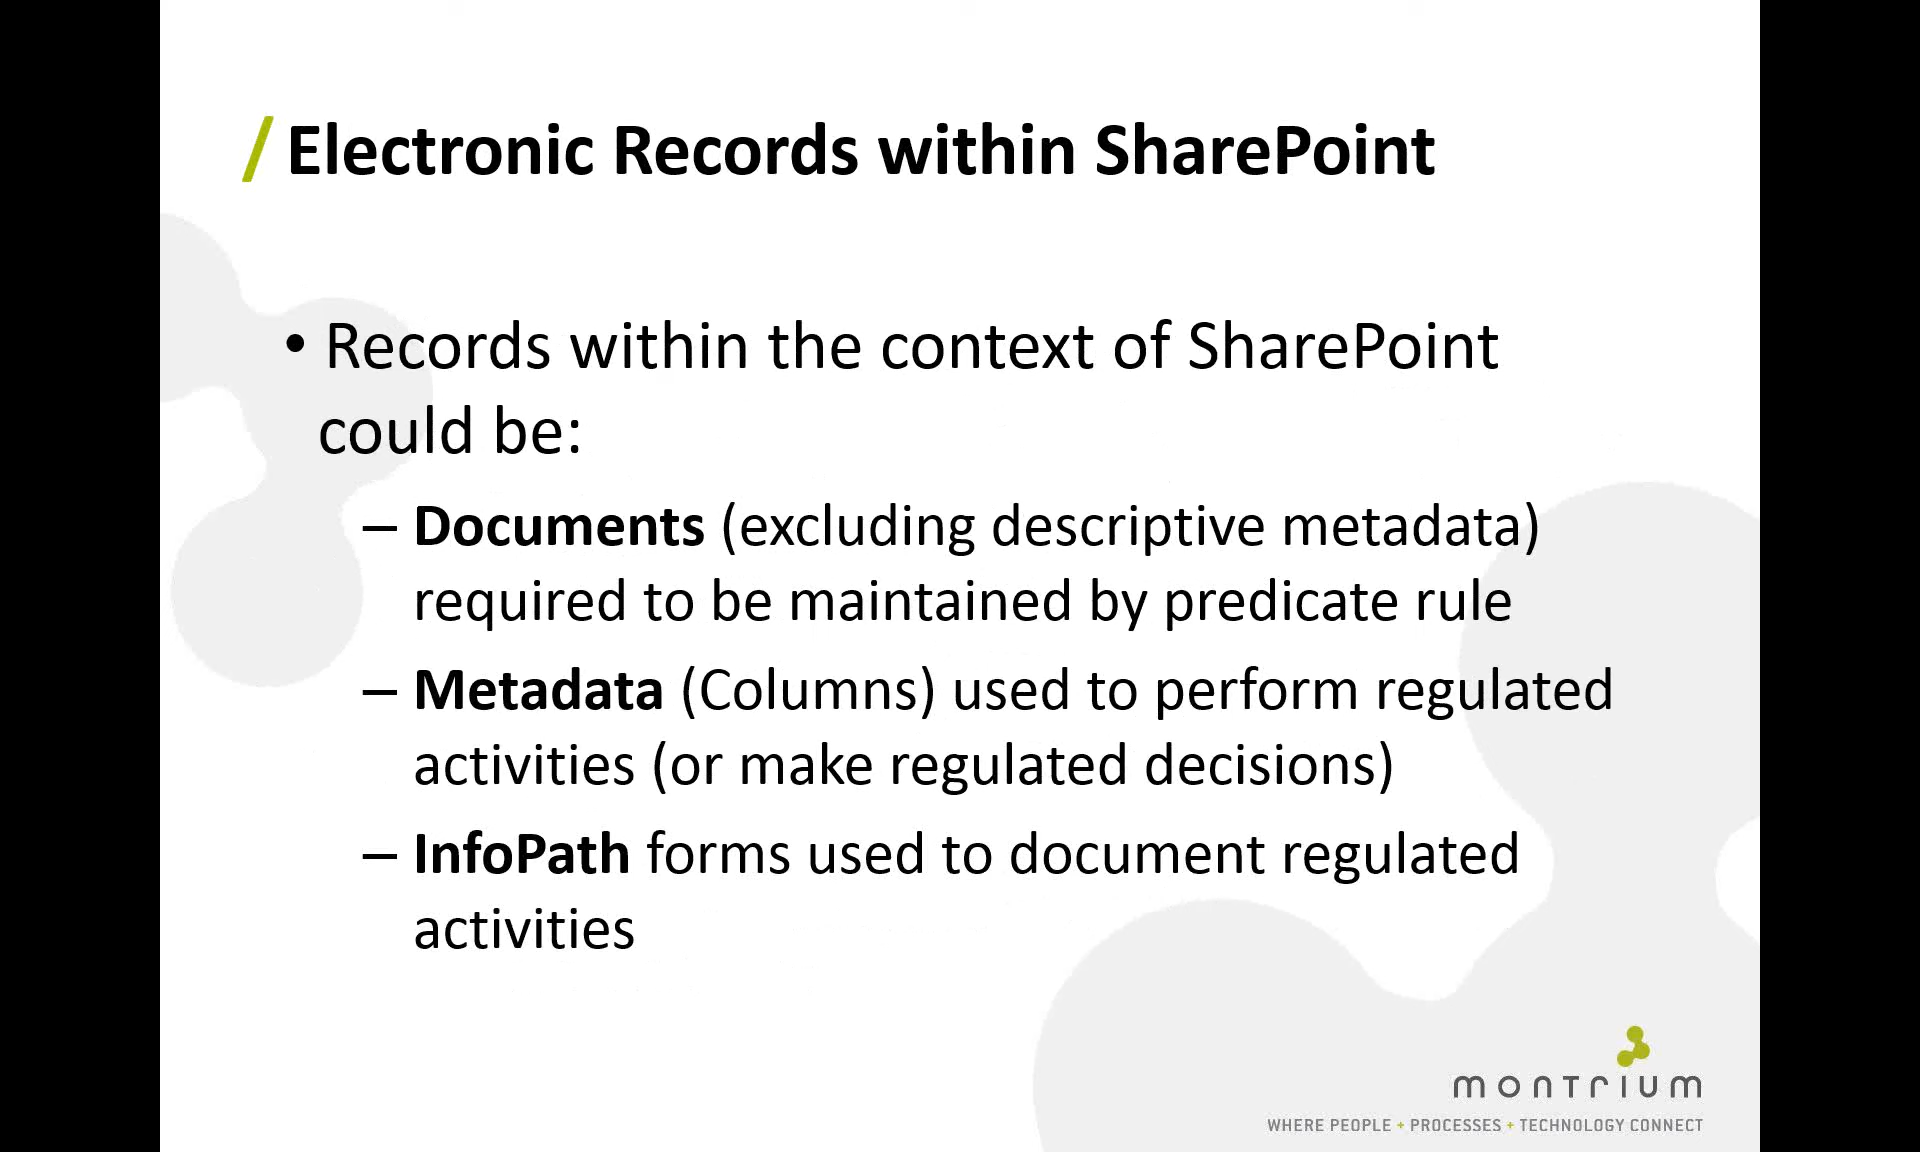 / Electronic Records within SharePoint
• Records within the context of SharePoint
could be:
– Documents (excluding descriptive metadata)
required to be maintained by predicate rule
– Metadata (Columns) used to perform regulated
activities (or make regulated decisions)
– InfoPath forms used to document regulated
activities
montrium
WHERE PEOPLE + PROCESSES + TECHNOLOGY CONNECT